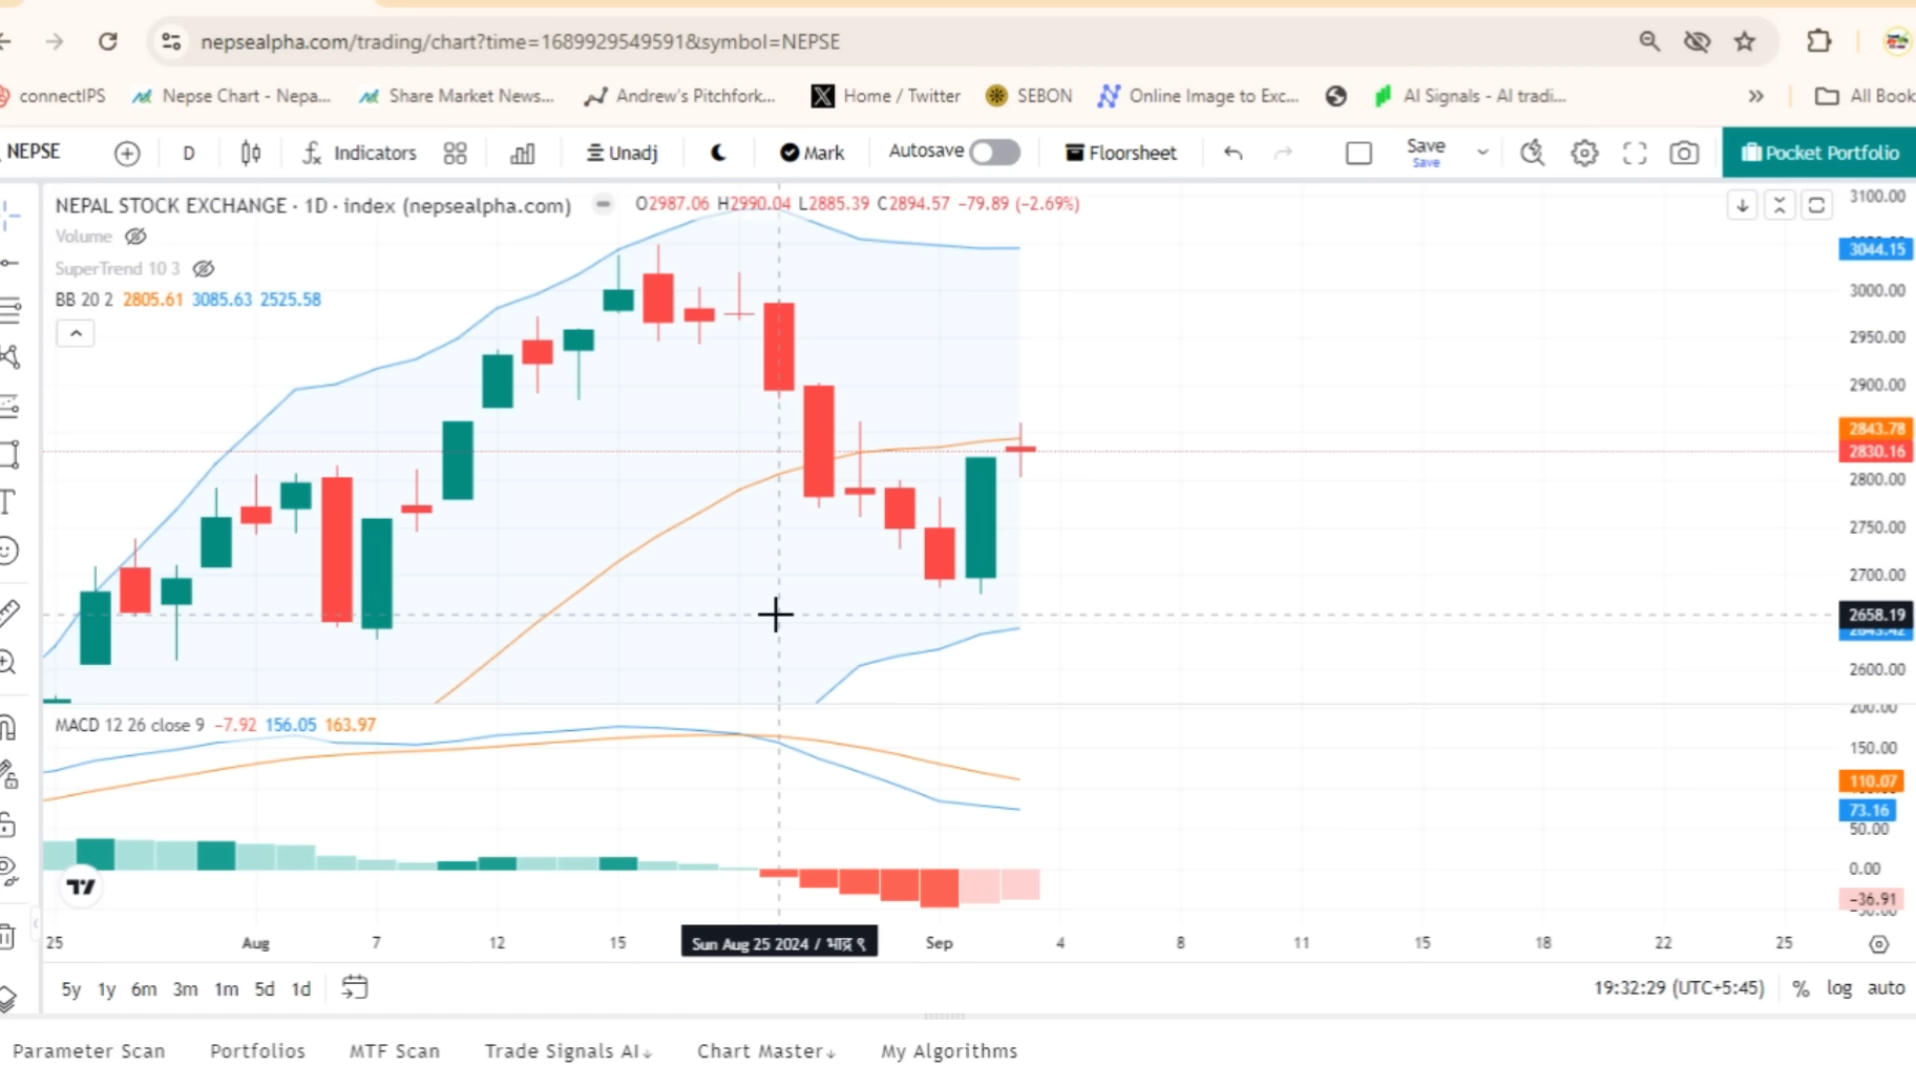 nepsealpha.com/trading/chart?time=1689929549591&symbol=NEPSE
connectIPS Nepse Chart - Nepa... Share Market News... Andrew's Pitchfork... Home / Twitter SEBON Online Image to Exc... AI Signals - AI tradi... » All Book
NEPSE D Indicators Unadj Mark Autosave Floorsheet Save Pocket Portfolio
Save
NEPAL STOCK EXCHANGE · 1D · index (nepsealpha.com) O2987.06 H2990.04 L2885.39 C2894.57 −79.89 (−2.69%)
Volume
SuperTrend 10 3
BB 20 2 2805.61 3085.63 2525.58
3100.00
3044.15
3000.00
2950.00
2900.00
2843.78
2830.16
2800.00
2750.00
2700.00
2658.19
2643.42
2600.00
MACD 12 26 close 9 −7.92 156.05 163.97
200.00
150.00
110.07
73.16
50.00
0.00
−36.91
−50.00
25 Aug 7 12 15 Sun Aug 25 2024 / भाद्र ९ Sep 4 8 11 15 18 22 25
5y 1y 6m 3m 1m 5d 1d 19:32:29 (UTC+5:45) % log auto
Parameter Scan Portfolios MTF Scan Trade Signals AI↓ Chart Master↓ My Algorithms